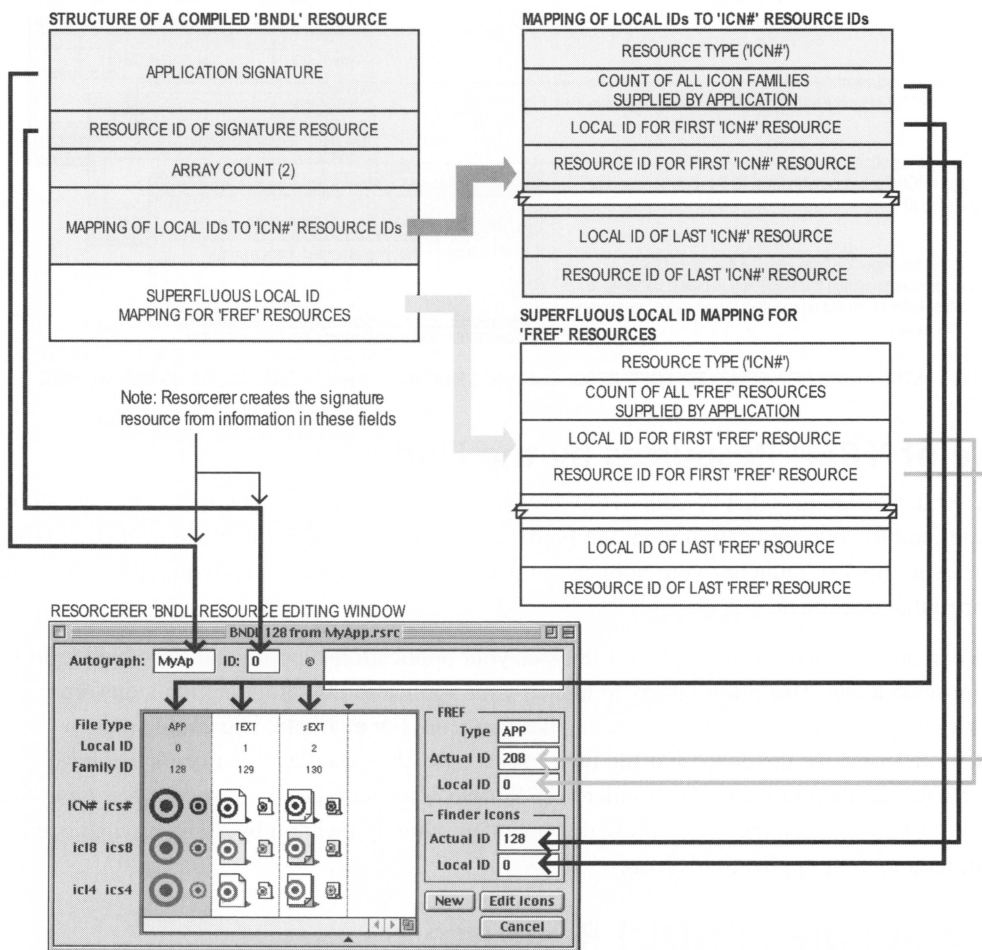 STRUCTURE OF A COMPILED 'BNDL' RESOURCE
APPLICATION SIGNATURE
RESOURCE ID OF SIGNATURE RESOURCE
ARRAY COUNT (2)
MAPPING OF LOCAL IDs TO 'ICN#' RESOURCE IDs
SUPERFLUOUS LOCAL ID
MAPPING FOR 'FREF' RESOURCES
MAPPING OF LOCAL IDs TO 'ICN#' RESOURCE IDs
RESOURCE TYPE ('ICN#')
COUNT OF ALL ICON FAMILIES
SUPPLIED BY APPLICATION
LOCAL ID FOR FIRST 'ICN#' RESOURCE
RESOURCE ID FOR FIRST 'ICN#' RESOURCE
LOCAL ID OF LAST 'ICN#' RESOURCE
RESOURCE ID OF LAST 'ICN#' RESOURCE
SUPERFLUOUS LOCAL ID MAPPING FOR
'FREF' RESOURCES
RESOURCE TYPE ('ICN#')
COUNT OF ALL 'FREF' RESOURCES
SUPPLIED BY APPLICATION
LOCAL ID FOR FIRST 'FREF' RESOURCE
RESOURCE ID FOR FIRST 'FREF' RESOURCE
LOCAL ID OF LAST 'FREF' RSOURCE
RESOURCE ID OF LAST 'FREF' RESOURCE
Note: Resorcerer creates the signature
resource from information in these fields
RESORCERER 'BNDL' RESOURCE EDITING WINDOW
BNDL 128 from MyApp.rsrc
Autograph: MyAp ID: 0 ©
File Type APP TEXT sEXT
Local ID 0 1 2
Family ID 128 129 130
ICN# ics#
icl8 ics8
icl4 ics4
FREF
Type APP
Actual ID 208
Local ID 0
Finder Icons
Actual ID 128
Local ID 0
New Edit Icons
Cancel